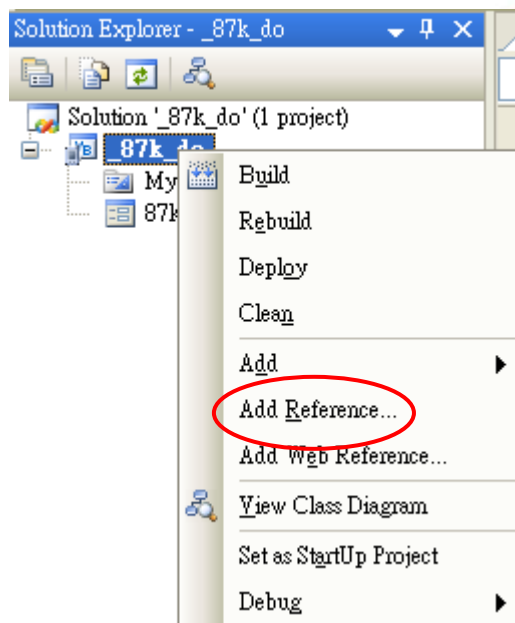 Solution Explorer - _87k_do
Solution '_87k_do' (1 project)
_87k_do
My
87k
Build
Rebuild
Deploy
Clean
Add
Add Reference...
Add Web Reference...
View Class Diagram
Set as StartUp Project
Debug